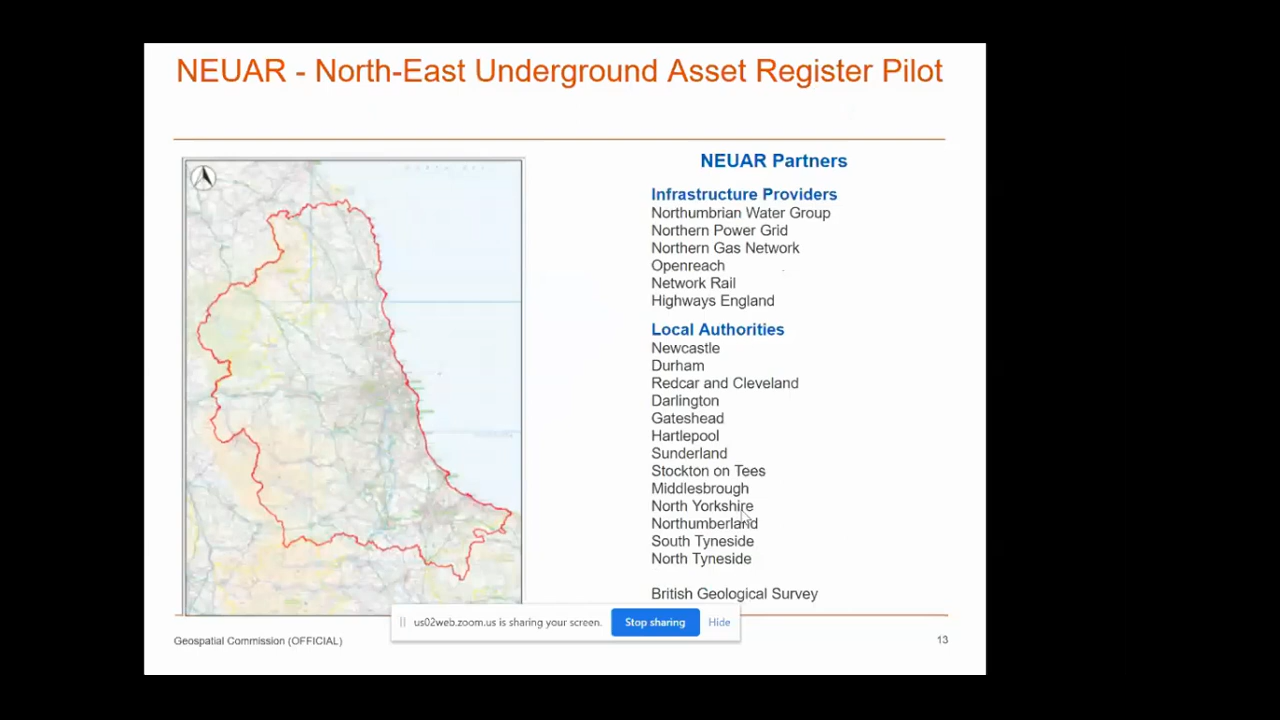 NEUAR - North-East Underground Asset Register Pilot
NEUAR Partners
Infrastructure Providers
Northumbrian Water Group
Northern Power Grid
Northern Gas Network
Openreach
Network Rail
Highways England
Local Authorities
Newcastle
Durham
Redcar and Cleveland
Darlington
Gateshead
Hartlepool
Sunderland
Stockton on Tees
Middlesbrough
North Yorkshire
Northumberland
South Tyneside
North Tyneside
British Geological Survey
us02web.zoom.us is sharing your screen.
Stop sharing
Hide
Geospatial Commission (OFFICIAL)
13